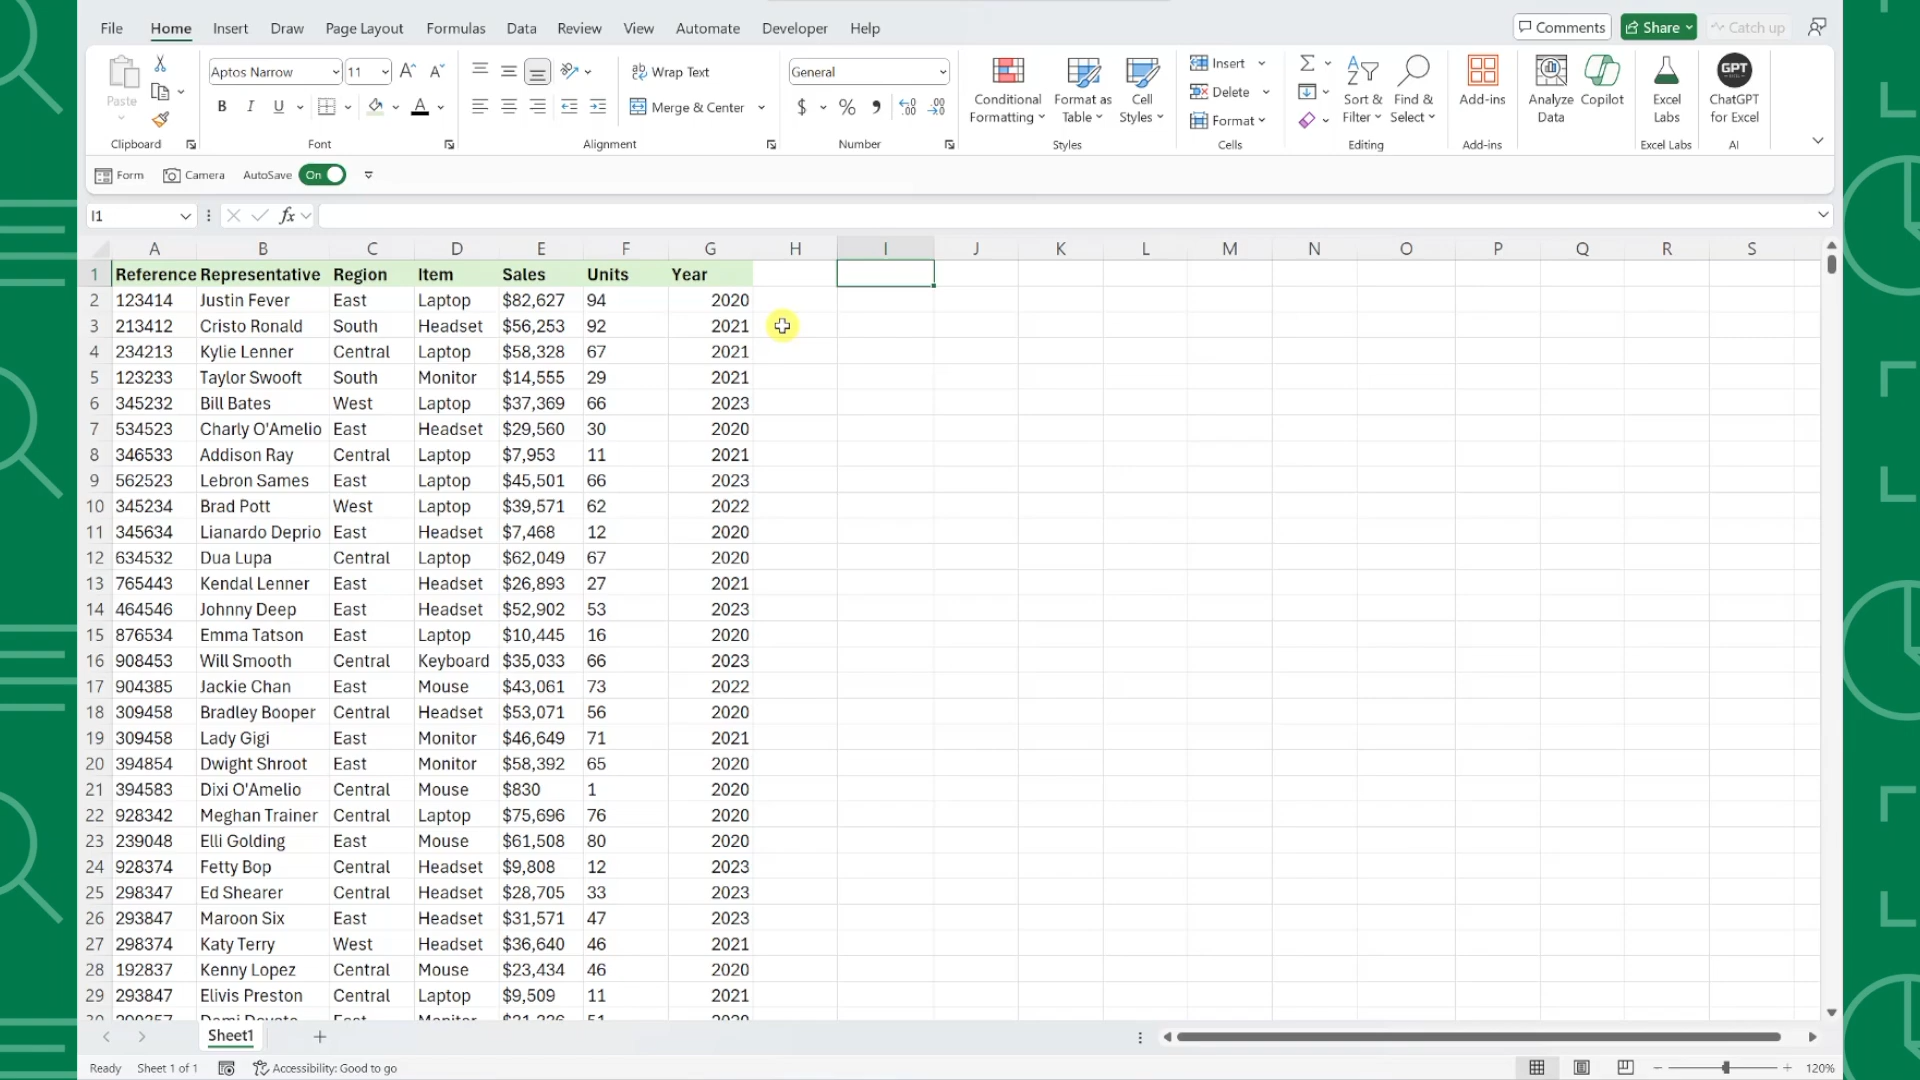 File Home Insert Draw Page Layout Formulas Data Review View Automate Developer Help Comments Share Catch up
Paste
Clipboard
Aptos Narrow 11
B I U
Font
Wrap Text
Merge & Center
Alignment
General
$ % 9
Number
Conditional Formatting
Format as Table
Cell Styles
Styles
Insert
Delete
Format
Cells
Sort & Filter
Find & Select
Editing
Add-ins
Add-ins
Analyze Data
Copilot
Excel Labs
Excel Labs
GPT
ChatGPT for Excel
AI
Form Camera AutoSave On
I1 fx
A B C D E F G H I J K L M N O P Q R S
1 Reference Representative Region Item Sales Units Year
2 123414 Justin Fever East Laptop $82,627 94 2020
3 213412 Cristo Ronald South Headset $56,253 92 2021
4 234213 Kylie Lenner Central Laptop $58,328 67 2021
5 123233 Taylor Swooft South Monitor $14,555 29 2021
6 345232 Bill Bates West Laptop $37,369 66 2023
7 534523 Charly O'Amelio East Headset $29,560 30 2020
8 346533 Addison Ray Central Laptop $7,953 11 2021
9 562523 Lebron Sames East Laptop $45,501 66 2023
10 345234 Brad Pott West Laptop $39,571 62 2022
11 345634 Lianardo Deprio East Headset $7,468 12 2020
12 634532 Dua Lupa Central Laptop $62,049 67 2020
13 765443 Kendal Lenner East Headset $26,893 27 2021
14 464546 Johnny Deep East Headset $52,902 53 2023
15 876534 Emma Tatson East Laptop $10,445 16 2020
16 908453 Will Smooth Central Keyboard $35,033 66 2023
17 904385 Jackie Chan East Mouse $43,061 73 2022
18 309458 Bradley Booper Central Headset $53,071 56 2020
19 309458 Lady Gigi East Monitor $46,649 71 2021
20 394854 Dwight Shroot East Monitor $58,392 65 2020
21 394583 Dixi O'Amelio Central Mouse $830 1 2020
22 928342 Meghan Trainer Central Laptop $75,696 76 2020
23 239048 Elli Golding East Mouse $61,508 80 2020
24 928374 Fetty Bop Central Headset $9,808 12 2023
25 298347 Ed Shearer Central Headset $28,705 33 2023
26 293847 Maroon Six East Headset $31,571 47 2023
27 298374 Katy Terry West Headset $36,640 46 2021
28 192837 Kenny Lopez Central Mouse $23,434 46 2020
29 293847 Elivis Preston Central Laptop $9,509 11 2021
Sheet1
Ready Sheet 1 of 1 Accessibility: Good to go 120%